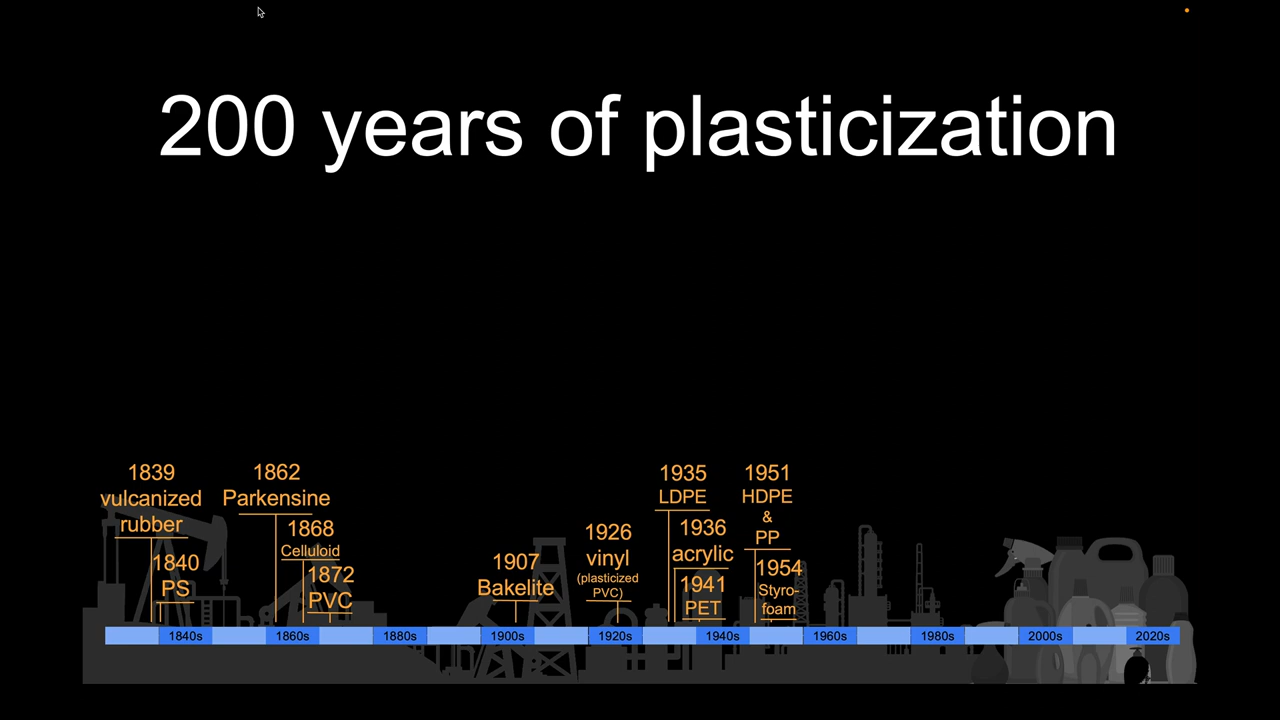 200 years of plasticization
1839
vulcanized
rubber
1840
PS
1862
Parkensine
1868
Celluloid
1872
PVC
1907
Bakelite
1926
vinyl
(plasticized
PVC)
1935
LDPE
1936
acrylic
1941
PET
1951
HDPE
&
PP
1954
Styro-
foam
1840s 1860s 1880s 1900s 1920s 1940s 1960s 1980s 2000s 2020s